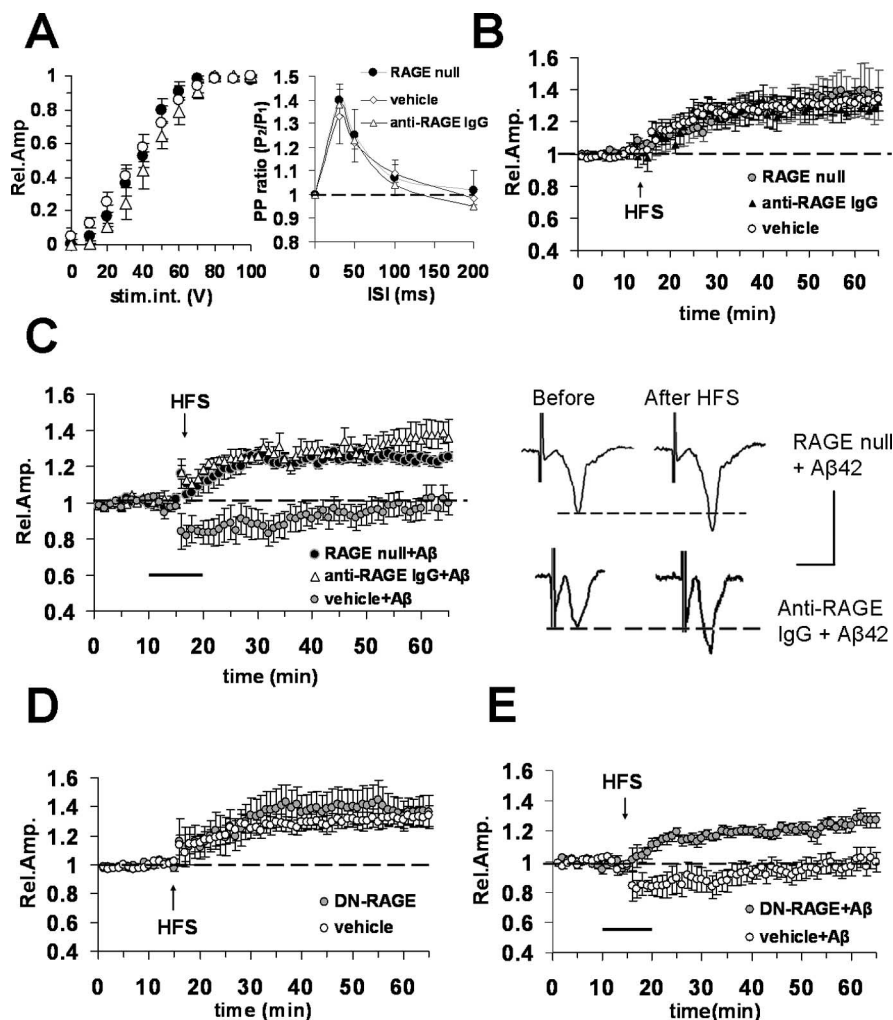 A
Rel.Amp
1
0.8
0.6
0.4
0.2
0
0 20 40 60 80 100
stim.int. (V)
PP ratio (P2/P1)
1.5
1.4
1.3
1.2
1.1
1
0.9
0.8
0 50 100 150 200
ISI (ms)
RAGE null
vehicle
anti-RAGE IgG
B
Rel.Amp.
1.6
1.4
1.2
1
0.8
0.6
0.4
HFS
RAGE null
anti-RAGE IgG
vehicle
0 10 20 30 40 50 60
time (min)
C
Rel.Amp.
1.6
1.4
1.2
1
0.8
0.6
0.4
HFS
RAGE null+Aβ
anti-RAGE IgG+Aβ
vehicle+Aβ
0 10 20 30 40 50 60
time (min)
Before After HFS
RAGE null
+ Aβ42
Anti-RAGE
IgG + Aβ42
D
Rel.Amp.
1.6
1.4
1.2
1
0.8
0.6
0.4
HFS
DN-RAGE
vehicle
0 10 20 30 40 50 60
time (min)
E
Rel.Amp.
1.6
1.4
1.2
1
0.8
0.6
0.4
HFS
DN-RAGE+Aβ
vehicle+Aβ
0 10 20 30 40 50 60
time(min)